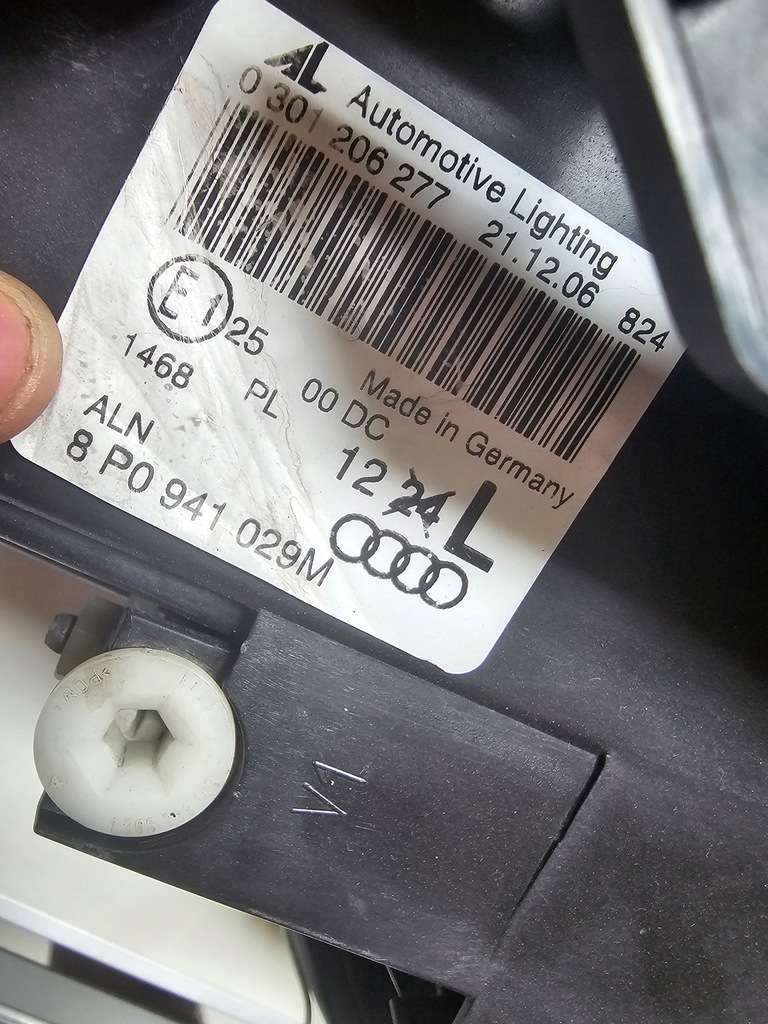 AL Automotive Lighting
0 301 206 277 21.12.06 824
E1 25
Made in Germany
1468 PL 00 DC
ALN 12 24 L
8 P0 941 029M
V1